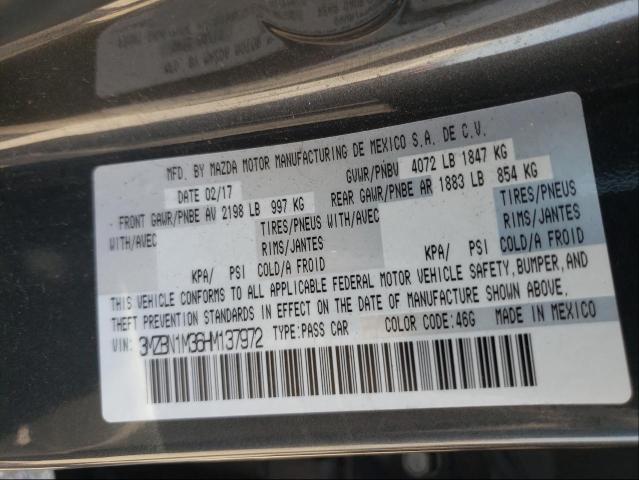 MFD. BY MAZDA MOTOR MANUFACTURING DE MEXICO S.A. DE C.V.
DATE 02/17 GVWR/PNBV 4072 LB 1847 KG
FRONT GAWR/PNBE AV 2198 LB 997 KG REAR GAWR/PNBE AR 1883 LB 854 KG
WITH/AVEC TIRES/PNEUS WITH/AVEC TIRES/PNEUS
RIMS/JANTES RIMS/JANTES
KPA/ PSI COLD/A FROID KPA/ PSI COLD/A FROID
THIS VEHICLE CONFORMS TO ALL APPLICABLE FEDERAL MOTOR VEHICLE SAFETY, BUMPER, AND
THEFT PREVENTION STANDARDS IN EFFECT ON THE DATE OF MANUFACTURE SHOWN ABOVE.
VIN: 3MZBN1M36HM137972 TYPE:PASS CAR COLOR CODE:46G MADE IN MEXICO